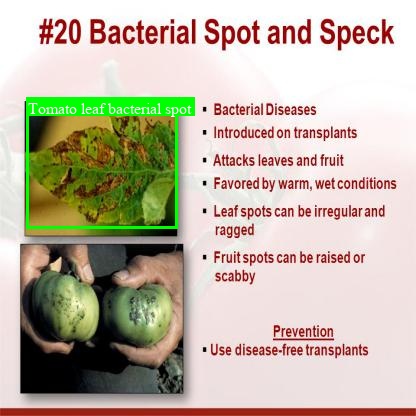 #20 Bacterial Spot and Speck
Tomato leaf bacterial spot
▪ Bacterial Diseases
▪ Introduced on transplants
▪ Attacks leaves and fruit
▪ Favored by warm, wet conditions
▪ Leaf spots can be irregular and
ragged
▪ Fruit spots can be raised or
scabby
Prevention
▪ Use disease-free transplants